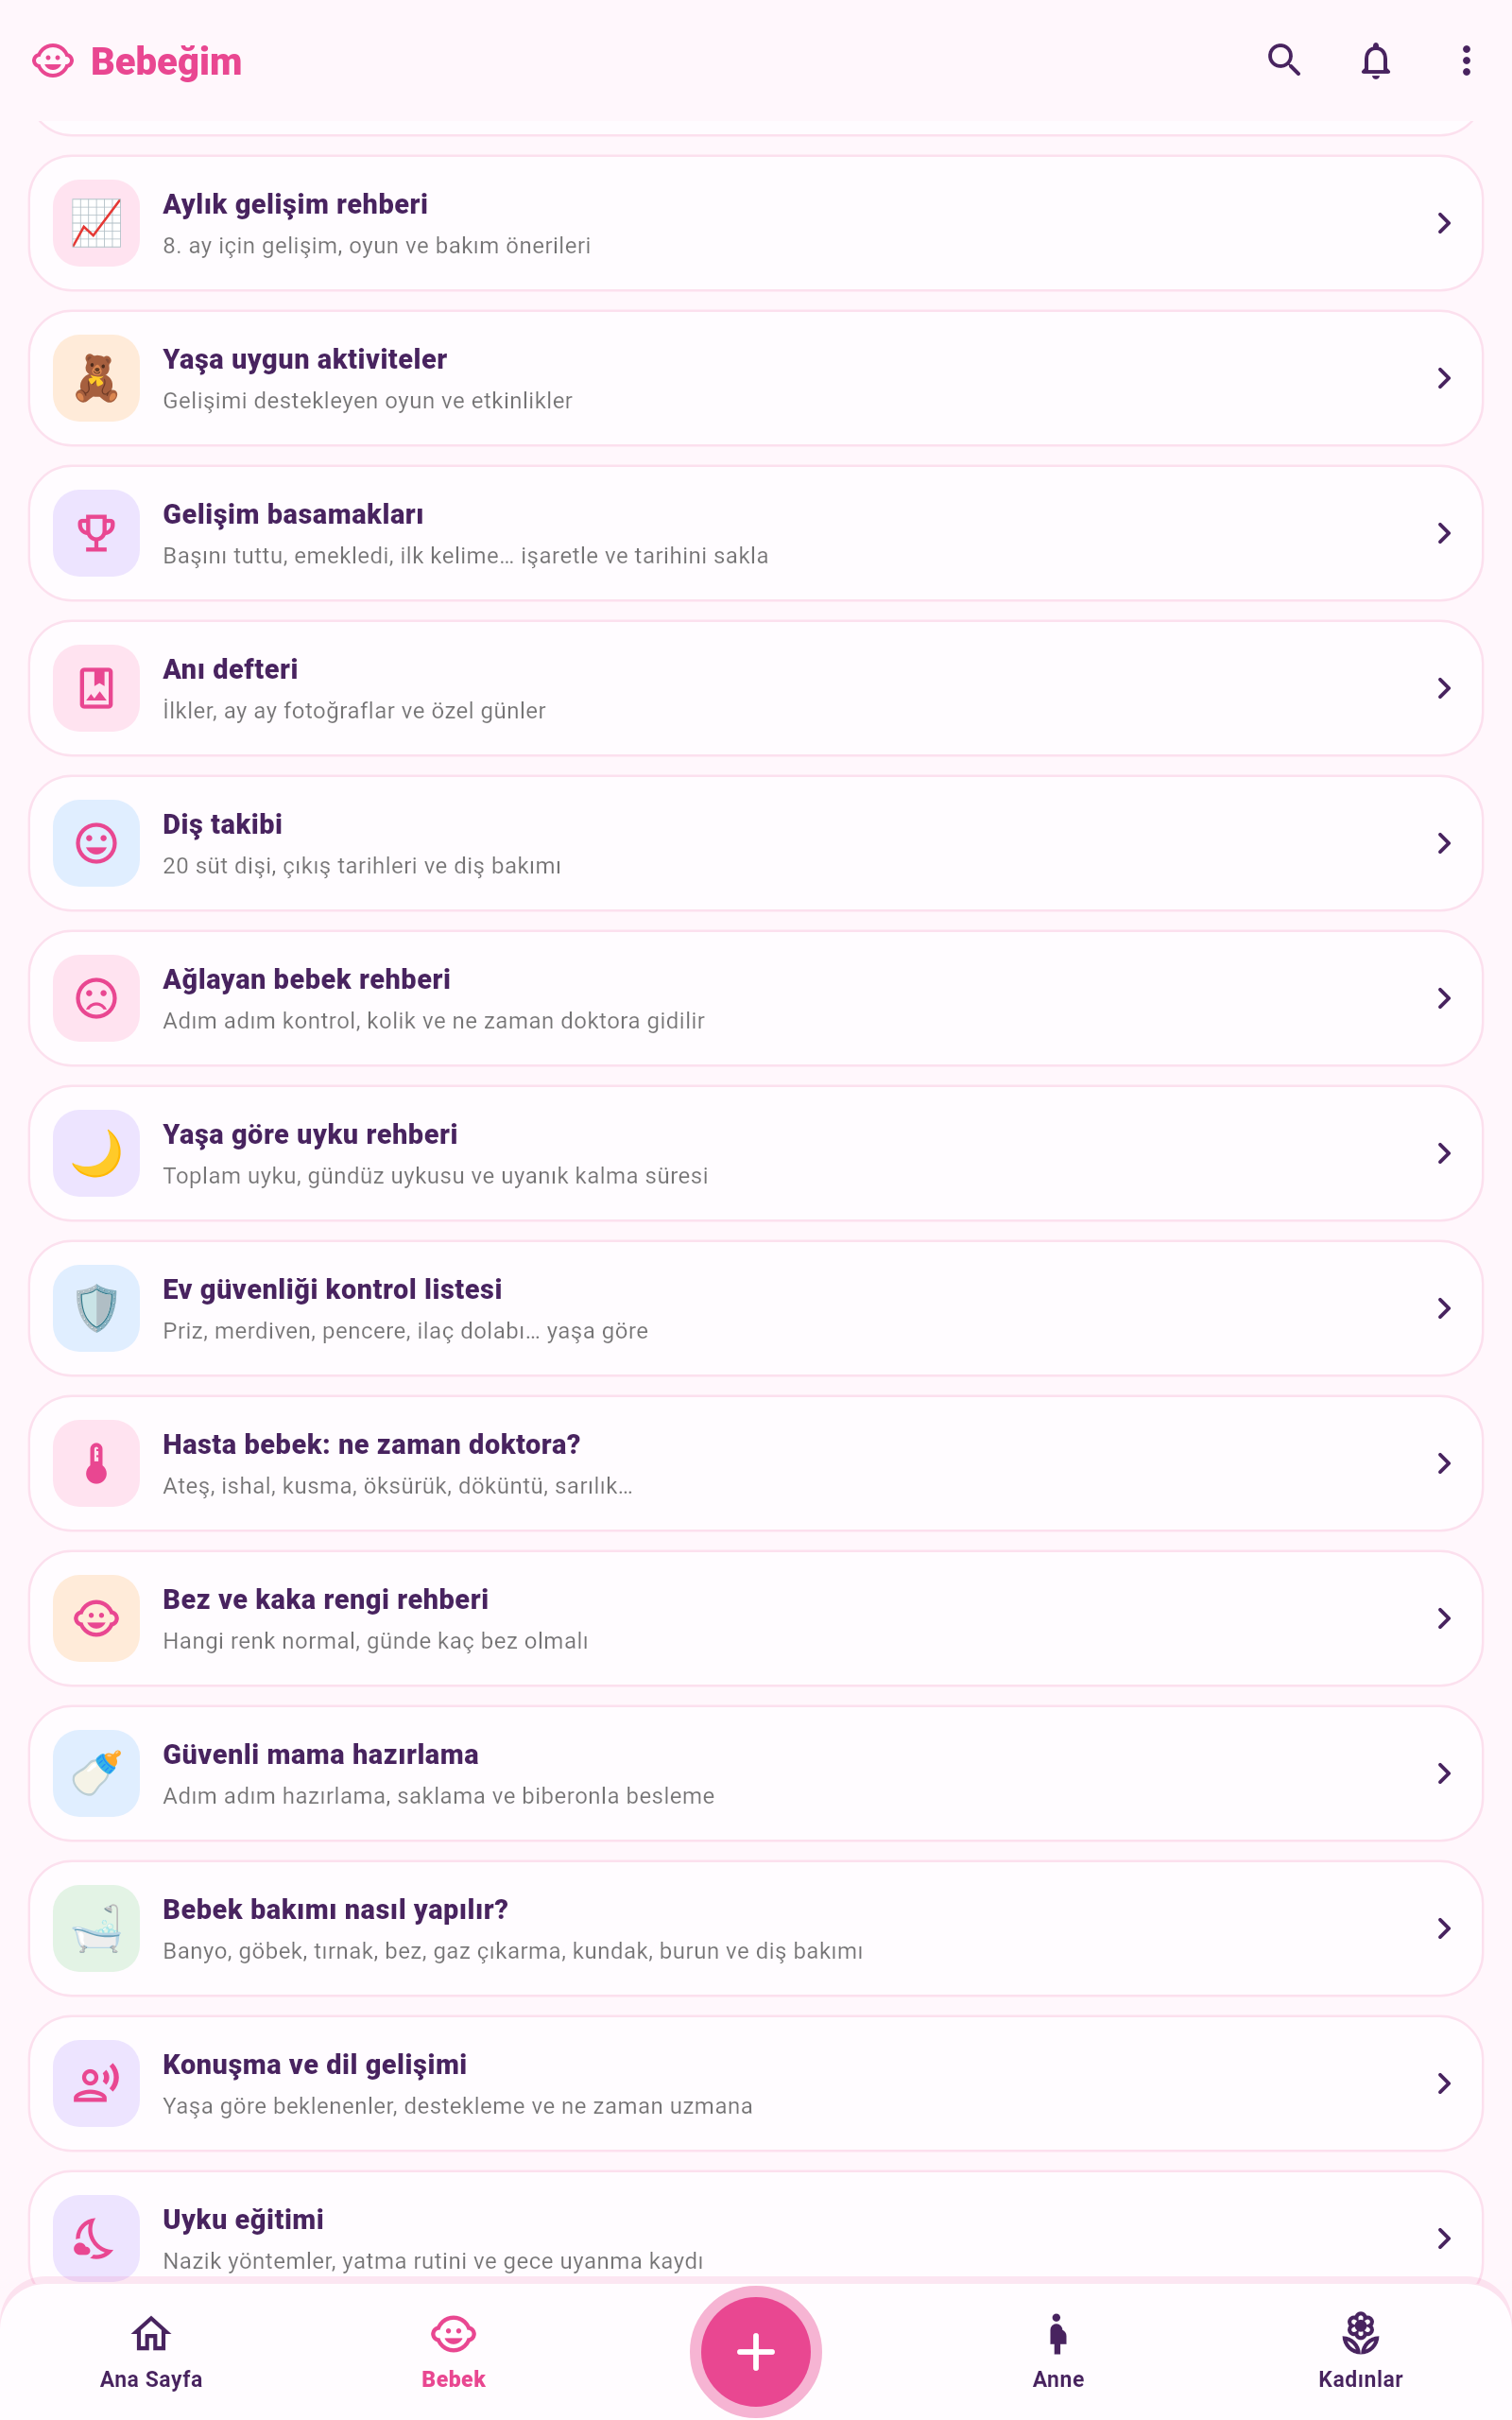 Bebeğim
Aylık gelişim rehberi
8. ay için gelişim, oyun ve bakım önerileri
Yaşa uygun aktiviteler
Gelişimi destekleyen oyun ve etkinlikler
Gelişim basamakları
Başını tuttu, emekledi, ilk kelime… işaretle ve tarihini sakla
Anı defteri
İlkler, ay ay fotoğraflar ve özel günler
Diş takibi
20 süt dişi, çıkış tarihleri ve diş bakımı
Ağlayan bebek rehberi
Adım adım kontrol, kolik ve ne zaman doktora gidilir
Yaşa göre uyku rehberi
Toplam uyku, gündüz uykusu ve uyanık kalma süresi
Ev güvenliği kontrol listesi
Priz, merdiven, pencere, ilaç dolabı… yaşa göre
Hasta bebek: ne zaman doktora?
Ateş, ishal, kusma, öksürük, döküntü, sarılık…
Bez ve kaka rengi rehberi
Hangi renk normal, günde kaç bez olmalı
Güvenli mama hazırlama
Adım adım hazırlama, saklama ve biberonla besleme
Bebek bakımı nasıl yapılır?
Banyo, göbek, tırnak, bez, gaz çıkarma, kundak, burun ve diş bakımı
Konuşma ve dil gelişimi
Yaşa göre beklenenler, destekleme ve ne zaman uzmana
Uyku eğitimi
Nazik yöntemler, yatma rutini ve gece uyanma kaydı
Ana Sayfa
Bebek
Anne
Kadınlar